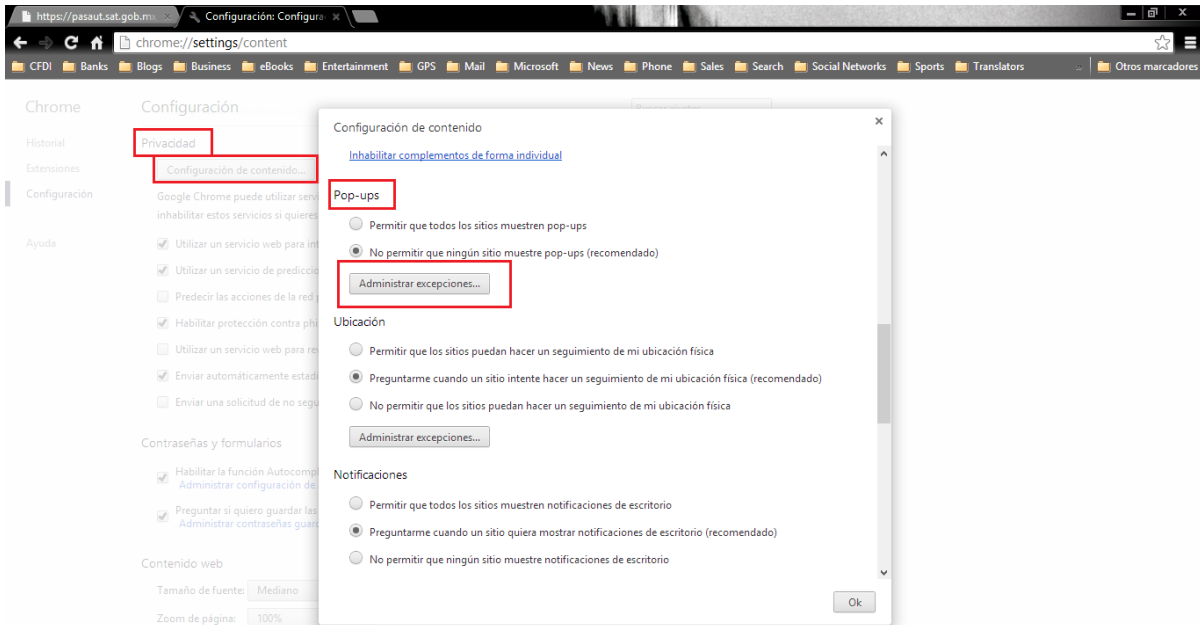 https://pasaut.sat.gob.mx
Configuración: Configura
chrome://settings/content
CFDI Banks Blogs Business eBooks Entertainment GPS Mail Microsoft News Phone Sales Search Social Networks Sports Translators » Otros marcadores
Chrome
Historial
Extensiones
Configuración
Ayuda
Configuración
Privacidad
Configuración de contenido...
Google Chrome puede utilizar servi
inhabilitar estos servicios si quieres
Utilizar un servicio web para int
Utilizar un servicio de predicció
Predecir las acciones de la red p
Habilitar protección contra phi
Utilizar un servicio web para re
Enviar automáticamente estadí
Enviar una solicitud de no segu
Contraseñas y formularios
Habilitar la función Autocompl
Administrar configuración de
Preguntar si quiero guardar las
Administrar contraseñas guard
Contenido web
Tamaño de fuente: Mediano
Zoom de página: 100%
Configuración de contenido
Inhabilitar complementos de forma individual
Pop-ups
Permitir que todos los sitios muestren pop-ups
No permitir que ningún sitio muestre pop-ups (recomendado)
Administrar excepciones...
Ubicación
Permitir que los sitios puedan hacer un seguimiento de mi ubicación física
Preguntarme cuando un sitio intente hacer un seguimiento de mi ubicación física (recomendado)
No permitir que los sitios puedan hacer un seguimiento de mi ubicación física
Administrar excepciones...
Notificaciones
Permitir que todos los sitios muestren notificaciones de escritorio
Preguntarme cuando un sitio quiera mostrar notificaciones de escritorio (recomendado)
No permitir que ningún sitio muestre notificaciones de escritorio
Ok